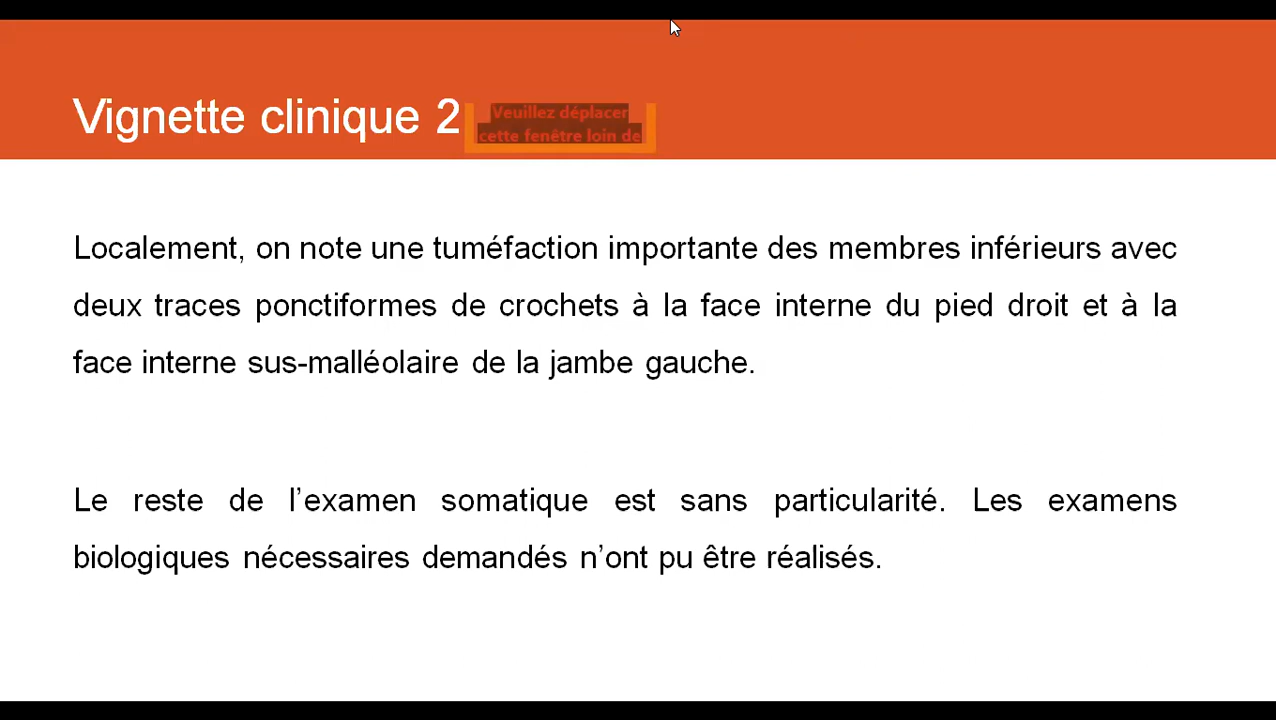 Vignette clinique 2
Veuillez déplacer
cette fenêtre loin de
Localement, on note une tuméfaction importante des membres inférieurs avec
deux traces ponctiformes de crochets à la face interne du pied droit et à la
face interne sus-malléolaire de la jambe gauche.
Le reste de l’examen somatique est sans particularité. Les examens
biologiques nécessaires demandés n’ont pu être réalisés.